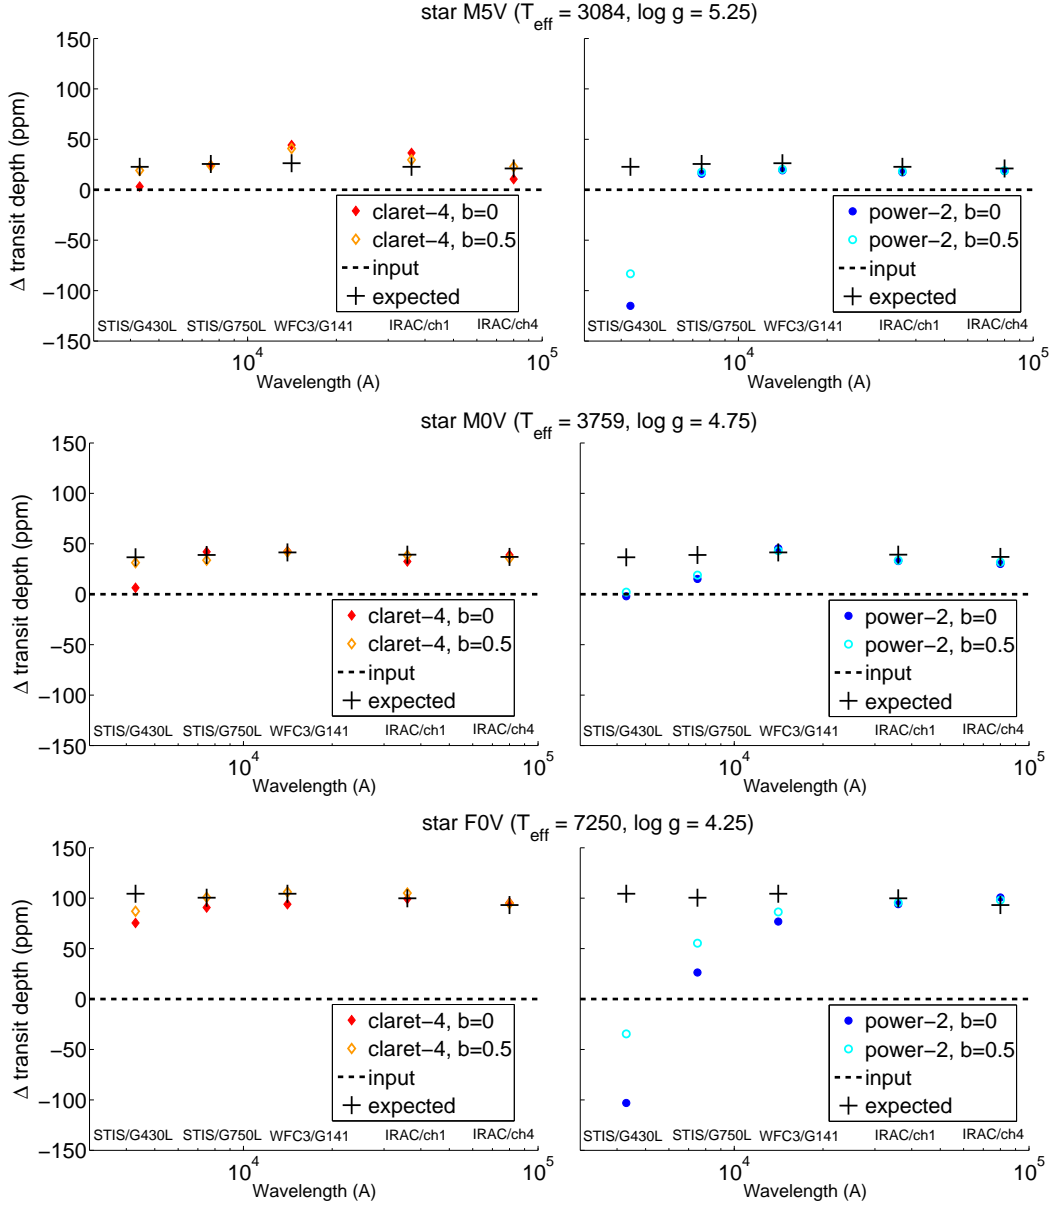 star M5V (T_eff = 3084, log g = 5.25)
Δ transit depth (ppm)
150
100
50
0
−50
−100
−150
claret−4, b=0
claret−4, b=0.5
input
expected
STIS/G430L STIS/G750L WFC3/G141 IRAC/ch1 IRAC/ch4
10^4 10^5
Wavelength (A)
power−2, b=0
power−2, b=0.5
input
expected
STIS/G430L STIS/G750L WFC3/G141 IRAC/ch1 IRAC/ch4
10^4 10^5
Wavelength (A)
star M0V (T_eff = 3759, log g = 4.75)
Δ transit depth (ppm)
150
100
50
0
−50
−100
−150
claret−4, b=0
claret−4, b=0.5
input
expected
STIS/G430L STIS/G750L WFC3/G141 IRAC/ch1 IRAC/ch4
10^4 10^5
Wavelength (A)
power−2, b=0
power−2, b=0.5
input
expected
STIS/G430L STIS/G750L WFC3/G141 IRAC/ch1 IRAC/ch4
10^4 10^5
Wavelength (A)
star F0V (T_eff = 7250, log g = 4.25)
Δ transit depth (ppm)
150
100
50
0
−50
−100
−150
claret−4, b=0
claret−4, b=0.5
input
expected
STIS/G430L STIS/G750L WFC3/G141 IRAC/ch1 IRAC/ch4
10^4 10^5
Wavelength (A)
power−2, b=0
power−2, b=0.5
input
expected
STIS/G430L STIS/G750L WFC3/G141 IRAC/ch1 IRAC/ch4
10^4 10^5
Wavelength (A)